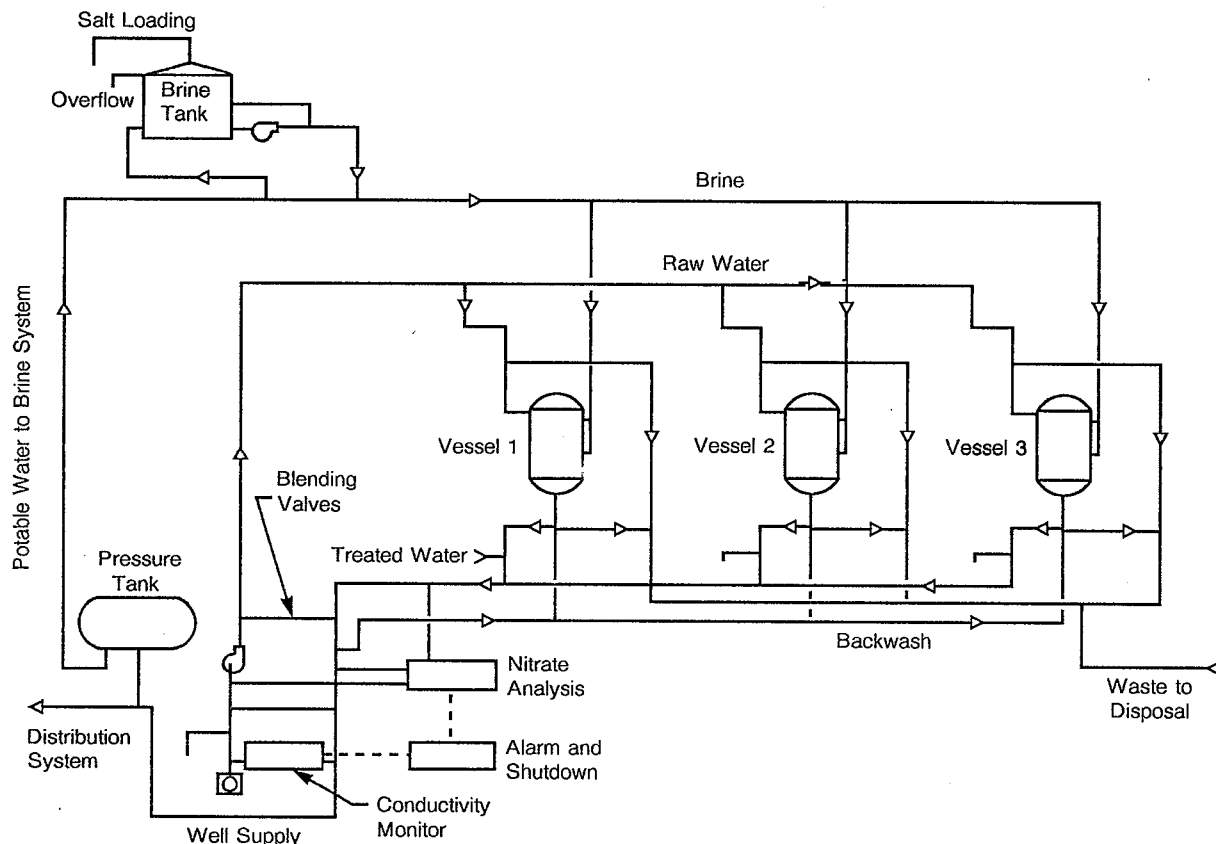 Salt Loading
Overflow
Brine
Tank
Brine
Raw Water
Potable Water to Brine System
Vessel 1
Vessel 2
Vessel 3
Blending
Valves
Treated Water
Pressure
Tank
Backwash
Nitrate
Analysis
Waste to
Disposal
Distribution
System
Alarm and
Shutdown
Conductivity
Monitor
Well Supply